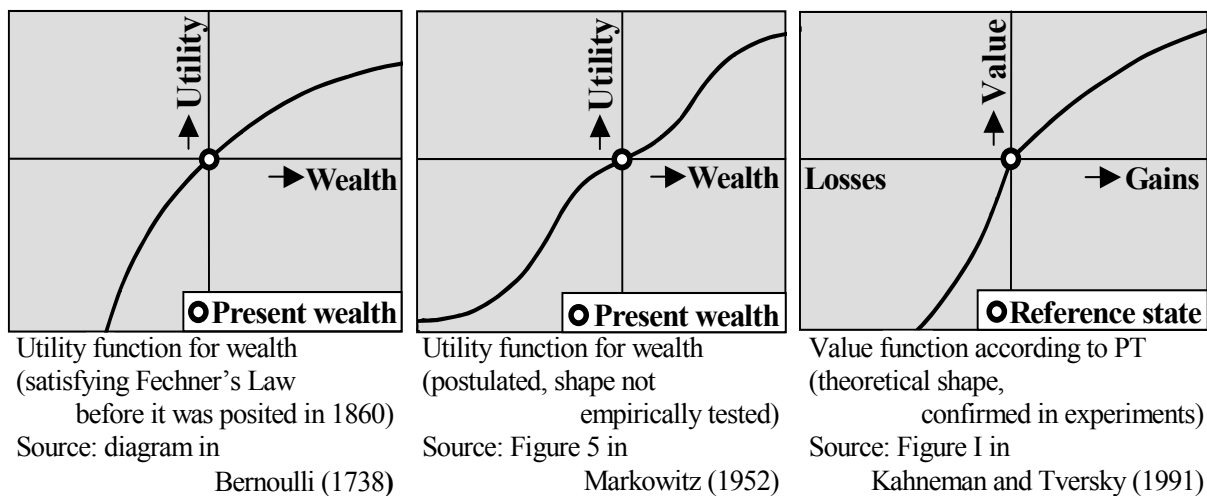 Utility
Wealth
Present wealth
Utility function for wealth
(satisfying Fechner's Law
before it was posited in 1860)
Source: diagram in
Bernoulli (1738)
Utility
Wealth
Present wealth
Utility function for wealth
(postulated, shape not
empirically tested)
Source: Figure 5 in
Markowitz (1952)
Value
Losses
Gains
Reference state
Value function according to PT
(theoretical shape,
confirmed in experiments)
Source: Figure I in
Kahneman and Tversky (1991)